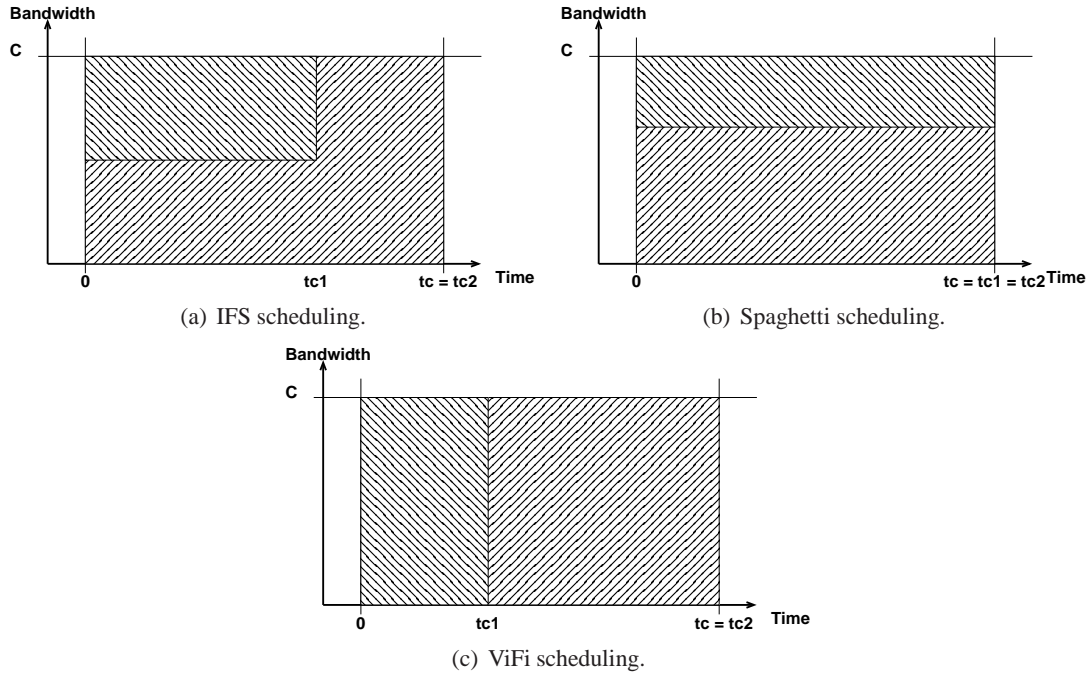 Bandwidth
C
0
tc1
tc = tc2
Time
(a) IFS scheduling.
Bandwidth
C
0
tc = tc1 = tc2
Time
(b) Spaghetti scheduling.
Bandwidth
C
0
tc1
tc = tc2
Time
(c) ViFi scheduling.